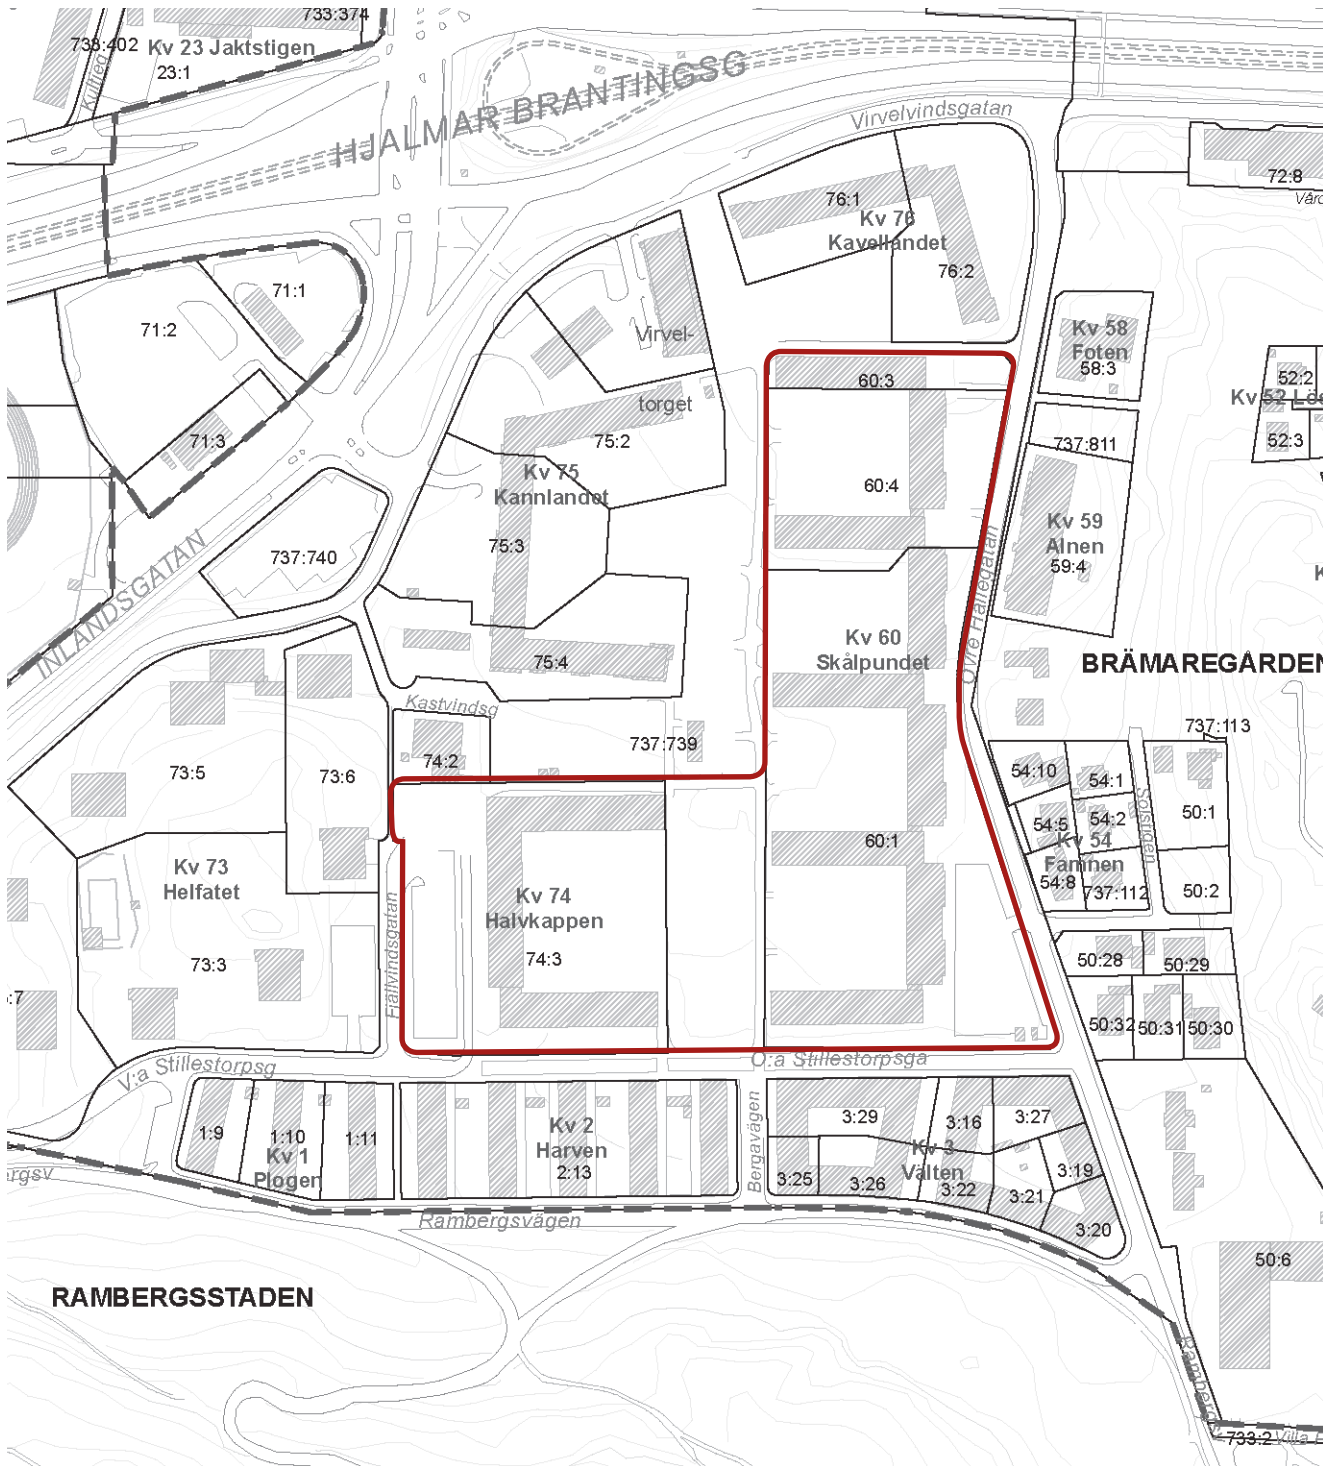 733:374
733:402
Kv 23 Jaktstigen
23:1
HJALMAR BRANTINGSG
Virvelvindsgatan
72:8
76:1
Kv 76
Kavellandet
76:2
71:1
71:2
Virvel-
torget
Kv 58
Foten
58:3
60:3
52:2
Kv 52
52:3
71:3
75:2
737:811
Kv 75
Kannlandet
60:4
Kv 59
Alnen
59:4
75:3
737:740
INLANDSGATAN
Övre Hallegatan
Kv 60
Skålpundet
75:4
BRÄMAREGÅRDEN
Kastvindsg
737:113
737:739
74:2
73:5
73:6
54:10
54:1
50:1
54:5
54:2
Solstigen
60:1
Kv 54
Famnen
54:8
737:112
50:2
Kv 73
Helfatet
Kv 74
Halvkappen
Fjällvindsgatan
73:3
74:3
50:28
50:29
50:32
50:31
50:30
V:a Stillestorpsg
Ö:a Stillestorpsga
1:9
1:10
1:11
Kv 1
Plogen
Kv 2
Harven
2:13
Bergavägen
3:29
3:16
3:27
Kv 3
Välten
3:19
3:25
3:26
3:22
3:21
3:20
Rambergsvägen
50:6
RAMBERGSSTADEN
733:2
Villa